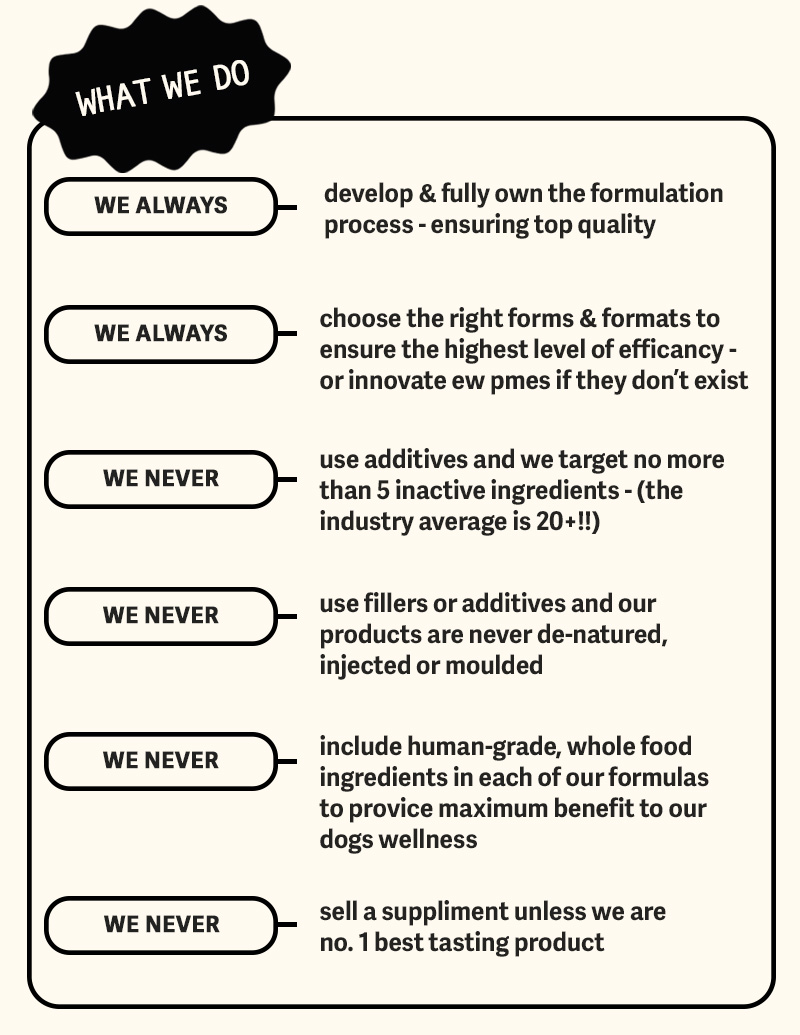 WHAT WE DO
WE ALWAYS
develop & fully own the formulation
process - ensuring top quality
WE ALWAYS
choose the right forms & formats to
ensure the highest level of efficancy -
or innovate ew pmes if they don't exist
WE NEVER
use additives and we target no more
than 5 inactive ingredients - (the
industry average is 20+!!)
WE NEVER
use fillers or additives and our
products are never de-natured,
injected or moulded
WE NEVER
include human-grade, whole food
ingredients in each of our formulas
to provice maximum benefit to our
dogs wellness
WE NEVER
sell a suppliment unless we are
no. 1 best tasting product